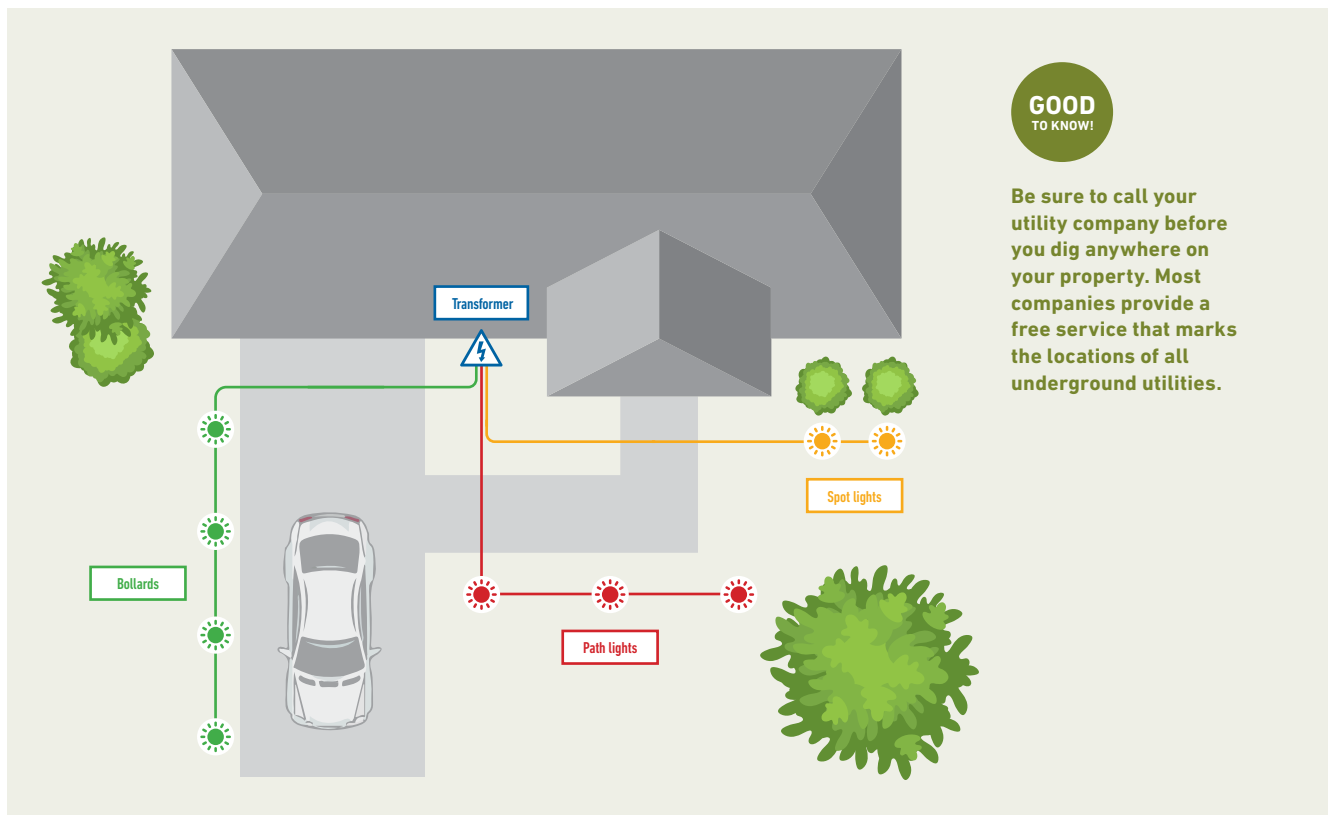 GOOD
TO KNOW!
Be sure to call your
utility company before
you dig anywhere on
your property. Most
companies provide a
free service that marks
the locations of all
underground utilities.
Transformer
Spot lights
Bollards
Path lights